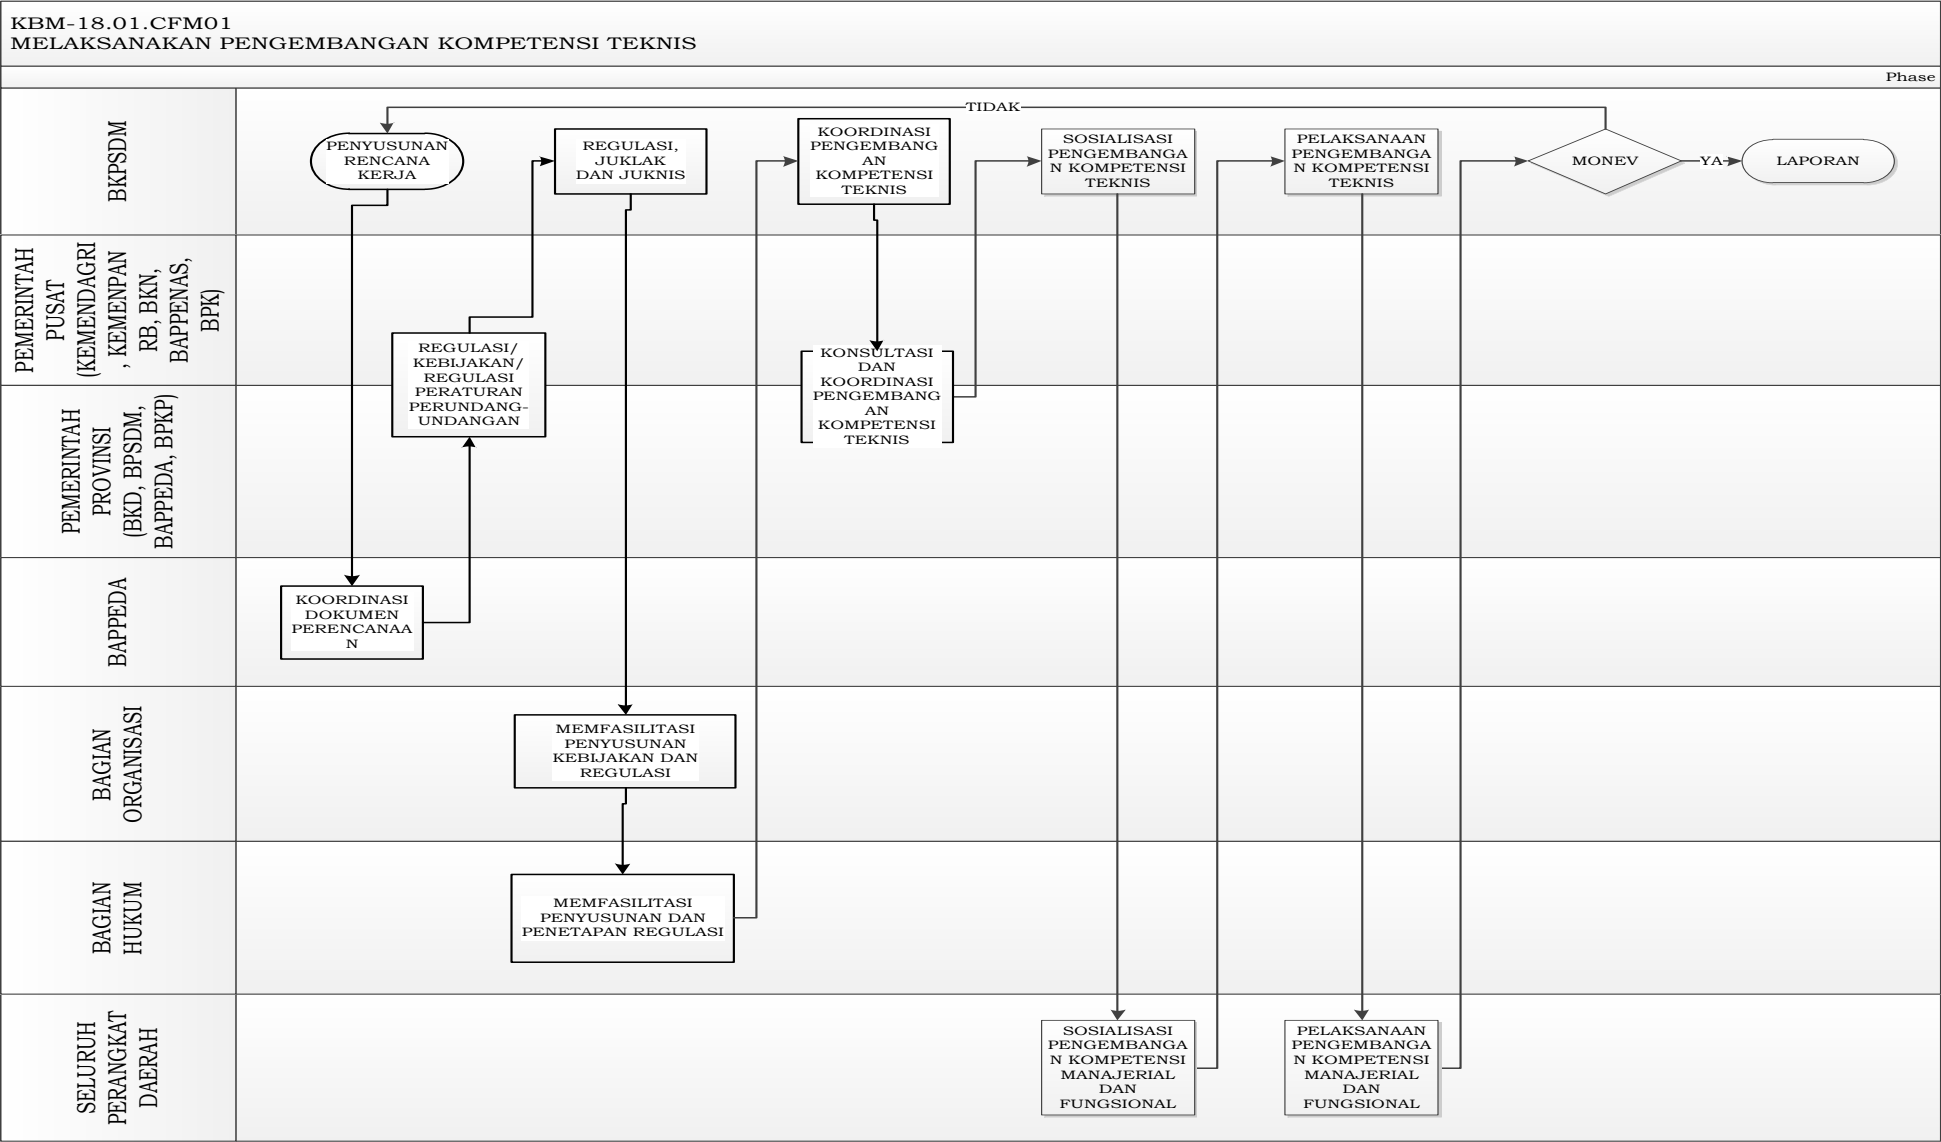 KBM-18.01.CFM01
MELAKSANAKAN PENGEMBANGAN KOMPETENSI TEKNIS
Phase
BKPSDM
TIDAK
PENYUSUNAN
RENCANA
KERJA
REGULASI,
JUKLAK
DAN JUKNIS
KOORDINASI
PENGEMBANG
AN
KOMPETENSI
TEKNIS
SOSIALISASI
PENGEMBANGA
N KOMPETENSI
TEKNIS
PELAKSANAAN
PENGEMBANGA
N KOMPETENSI
TEKNIS
MONEV
YA
LAPORAN
PEMERINTAH
PUSAT
(KEMENDAGRI
, KEMENPAN
RB, BKN,
BAPPENAS,
BPK)
REGULASI/
KEBIJAKAN/
REGULASI
PERATURAN
PERUNDANG-
UNDANGAN
KONSULTASI
DAN
KOORDINASI
PENGEMBANG
AN
KOMPETENSI
TEKNIS
PEMERINTAH
PROVINSI
(BKD, BPSDM,
BAPPEDA, BPKP)
BAPPEDA
KOORDINASI
DOKUMEN
PERENCANAA
N
BAGIAN
ORGANISASI
MEMFASILITASI
PENYUSUNAN
KEBIJAKAN DAN
REGULASI
BAGIAN
HUKUM
MEMFASILITASI
PENYUSUNAN DAN
PENETAPAN REGULASI
SELURUH
PERANGKAT
DAERAH
SOSIALISASI
PENGEMBANGA
N KOMPETENSI
MANAJERIAL
DAN
FUNGSIONAL
PELAKSANAAN
PENGEMBANGA
N KOMPETENSI
MANAJERIAL
DAN
FUNGSIONAL